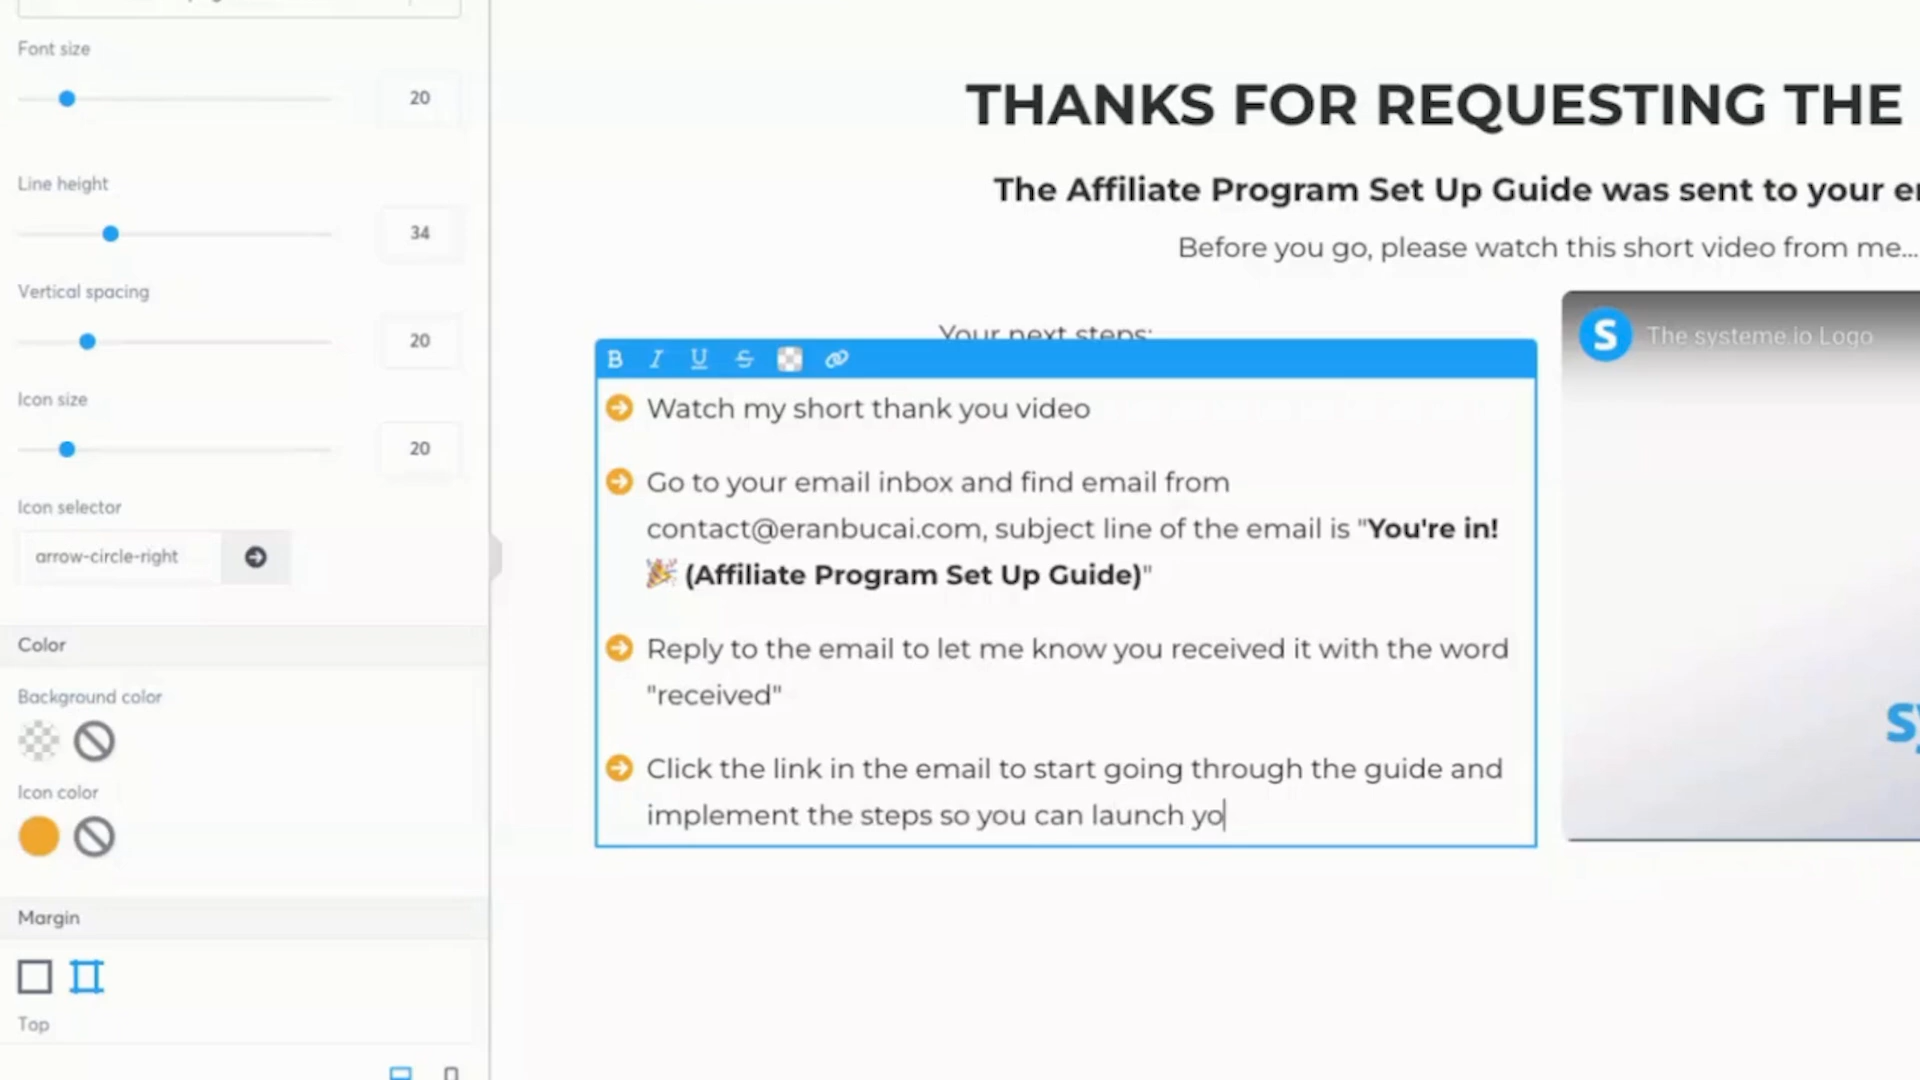 Font size
20
Line height
34
Vertical spacing
20
Icon size
20
Icon selector
arrow-circle-right
Color
Background color
Icon color
Margin
Top
THANKS FOR REQUESTING THE
The Affiliate Program Set Up Guide was sent to your
Before you go, please watch this short video from me...
Your next steps:
B I U S
Watch my short thank you video
Go to your email inbox and find email from
contact@eranbucai.com, subject line of the email is "You're in!
🎉 (Affiliate Program Set Up Guide)"
Reply to the email to let me know you received it with the word
"received"
Click the link in the email to start going through the guide and
implement the steps so you can launch yo
S The systeme io Logo